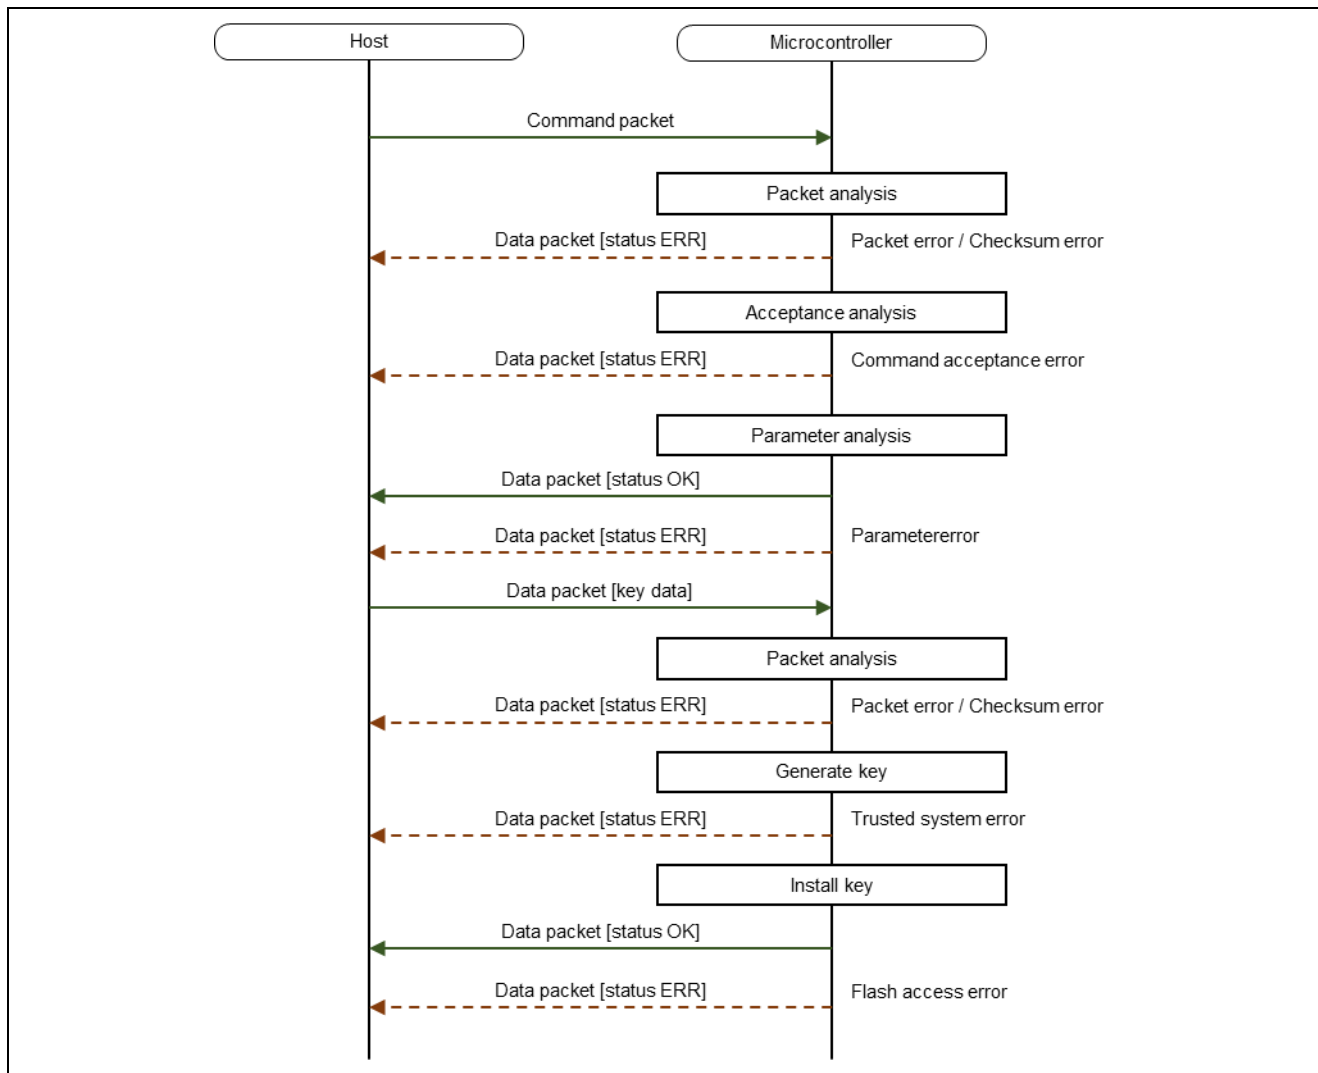 Host
Microcontroller
Command packet
Packet analysis
Data packet [status ERR]
Packet error / Checksum error
Acceptance analysis
Data packet [status ERR]
Command acceptance error
Parameter analysis
Data packet [status OK]
Data packet [status ERR]
Parametererror
Data packet [key data]
Packet analysis
Data packet [status ERR]
Packet error / Checksum error
Generate key
Data packet [status ERR]
Trusted system error
Install key
Data packet [status OK]
Data packet [status ERR]
Flash access error